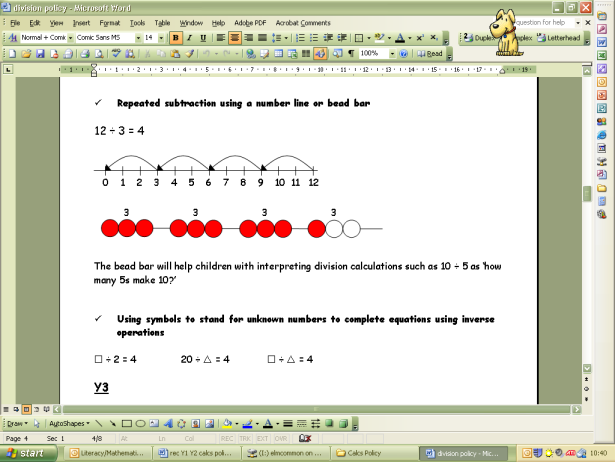 division policy - Microsoft Word
File Edit View Insert Format Tools Table Window Help Adobe PDF Acrobat Comments
question for help
Normal + Comic Comic Sans MS 14 B I U
2 Duplex Letterhead
100% Read
✓ Repeated subtraction using a number line or bead bar
12 ÷ 3 = 4
0 1 2 3 4 5 6 7 8 9 10 11 12
3 3 3 3
The bead bar will help children with interpreting division calculations such as 10 ÷ 5 as 'how
many 5s make 10?'
✓ Using symbols to stand for unknown numbers to complete equations using inverse
operations
□ ÷ 2 = 4 20 ÷ △ = 4 □ ÷ △ = 4
Y3
Draw AutoShapes
Page 4 Sec 1 4/8 At Ln Col REC TRK EXT OVR
start Literacy/Mathemati... rec Y1 Y2 calcs pol... (I:) elmcommon on ... Calcs Policy division policy - Mic... 10:40